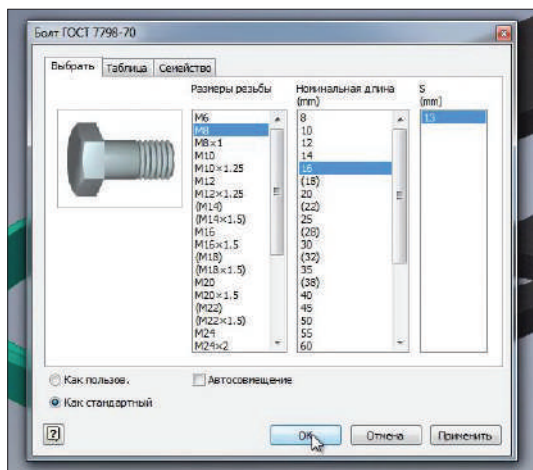 Болт ГОСТ 7798-70
Выбрать Таблица Семейство
Размеры резьбы
M6
M8
M8×1
M10
M10×1.25
M12
M12×1.25
(M14)
(M14×1.5)
M16
M16×1.5
(M18)
(M18×1.5)
M20
M20×1.5
(M22)
(M22×1.5)
M24
M24×2
Номинальная длина
(mm)
8
10
12
14
16
(18)
20
(22)
25
(28)
30
(32)
35
(38)
40
45
50
55
60
S
(mm)
13
Как пользов.
Автосовмещение
Как стандартный
?
OK Отмена Применить